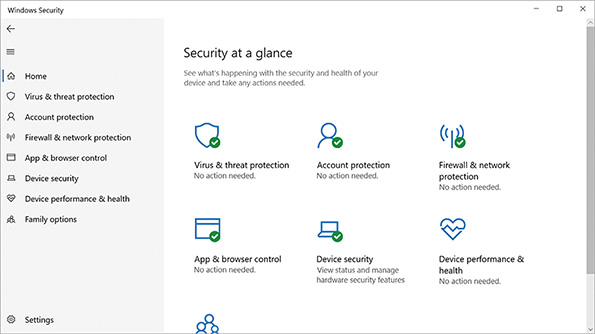 Windows Security
Home
Virus & threat protection
Account protection
Firewall & network protection
App & browser control
Device security
Device performance & health
Family options
Settings
Security at a glance
See what's happening with the security and health of your
device and take any actions needed.
Virus & threat protection
No action needed.
Account protection
No action needed.
Firewall & network
protection
No action needed.
App & browser control
No action needed.
Device security
View status and manage
hardware security features
Device performance &
health
No action needed.